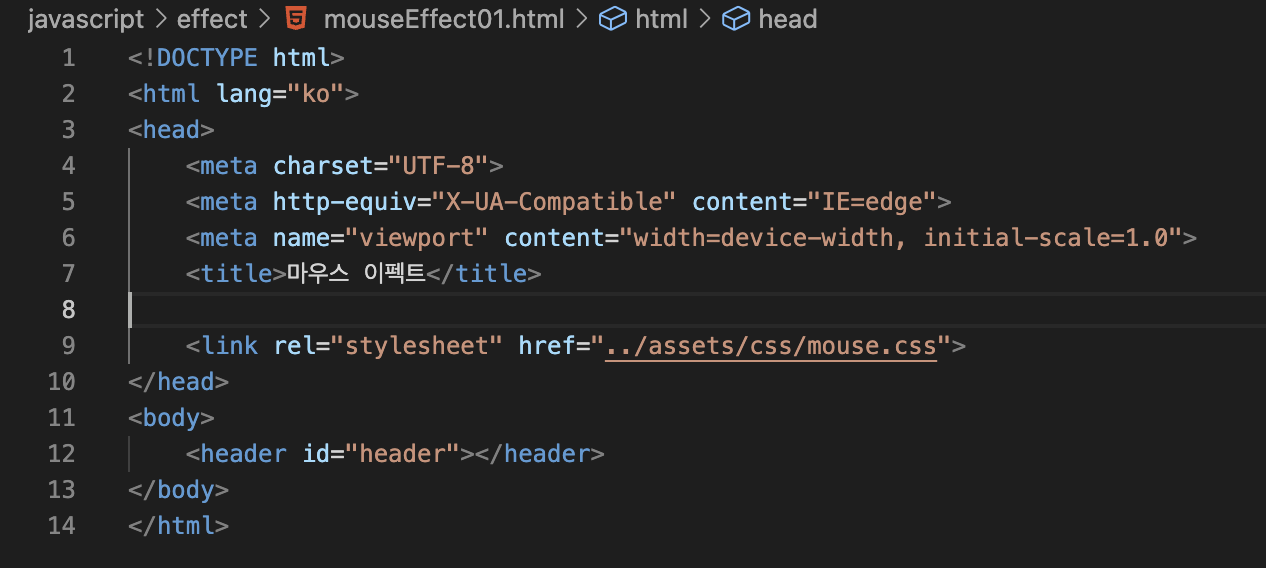 javascript > effect > mouseEffect01.html > html > head
1 <!DOCTYPE html>
2 <html lang="ko">
3 <head>
4 <meta charset="UTF-8">
5 <meta http-equiv="X-UA-Compatible" content="IE=edge">
6 <meta name="viewport" content="width=device-width, initial-scale=1.0">
7 <title>마우스 이펙트</title>
8
9 <link rel="stylesheet" href="../assets/css/mouse.css">
10 </head>
11 <body>
12 <header id="header"></header>
13 </body>
14 </html>